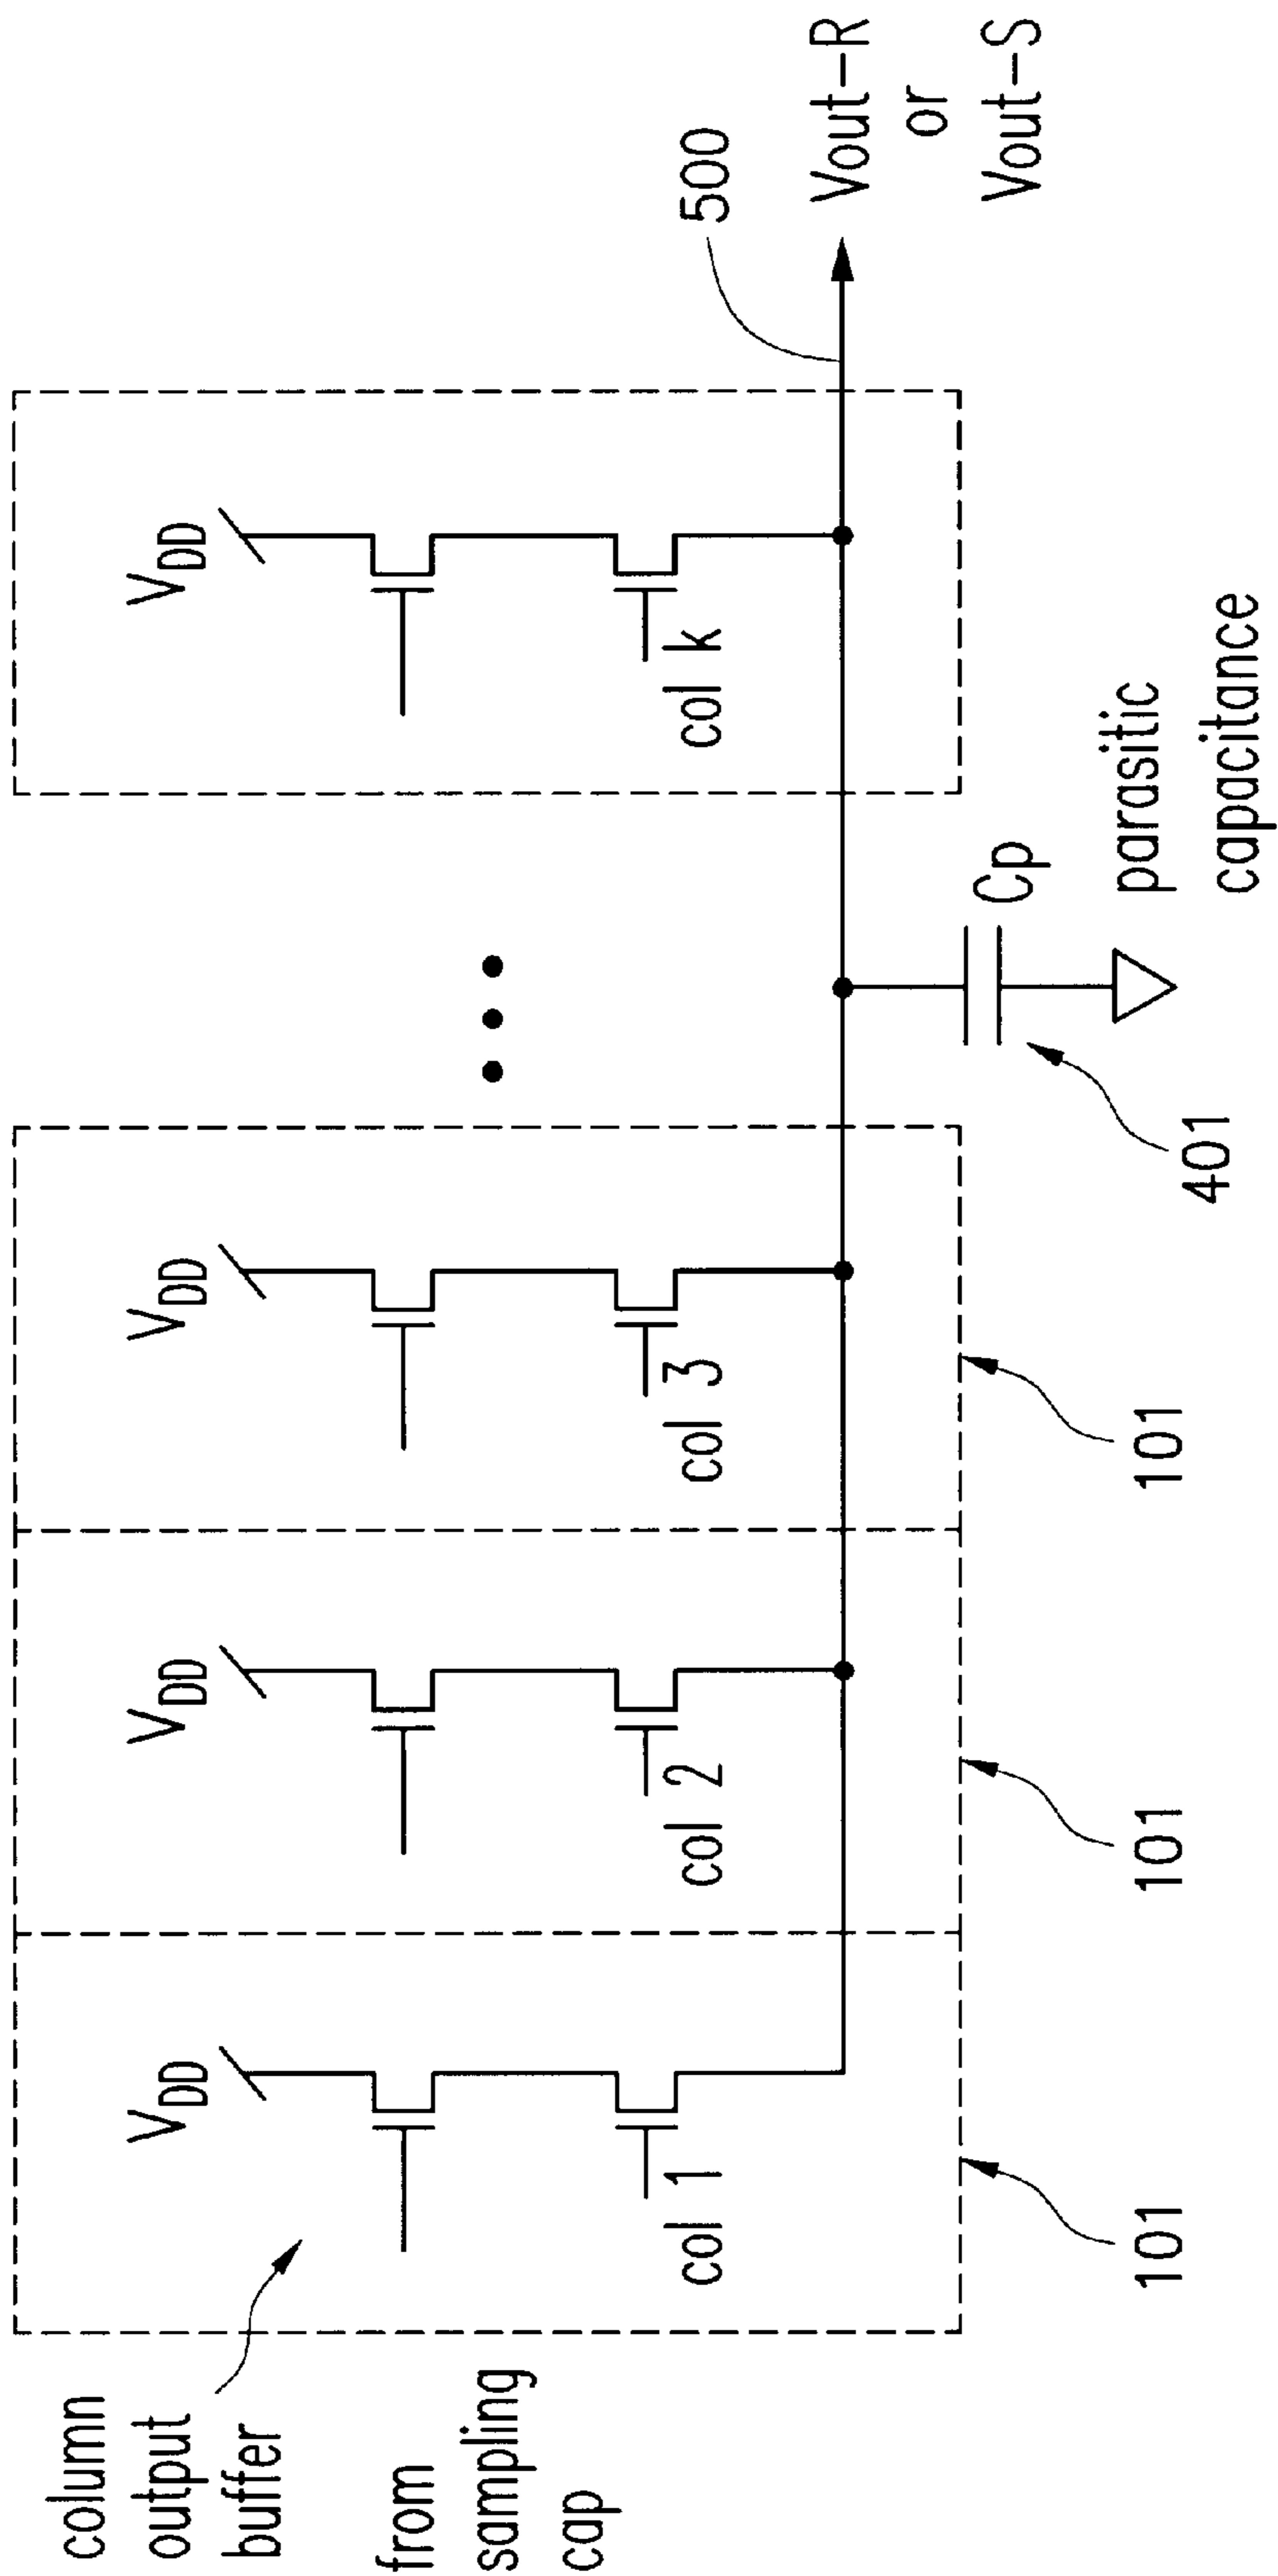 column
output
buffer
from
sampling
cap
VDD
VDD
VDD
VDD
col 1
col 2
col 3
col k
500
Vout-R
or
Vout-S
Cp
401
parasitic
capacitance
101
101
101